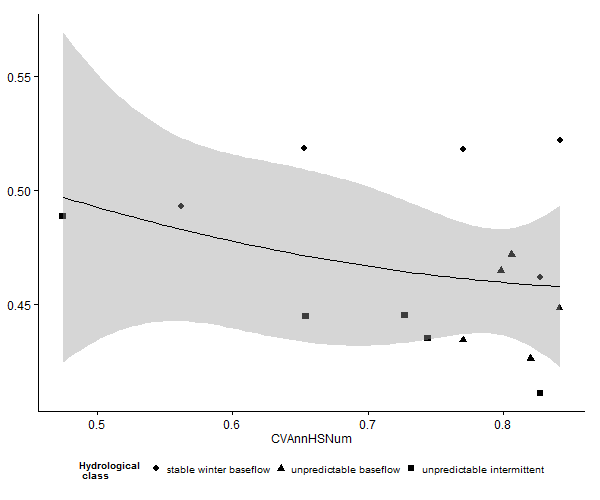 0.55
0.50
0.45
0.5 0.6 0.7 0.8
CVAnnHSNum
Hydrological class stable winter baseflow unpredictable baseflow unpredictable intermittent